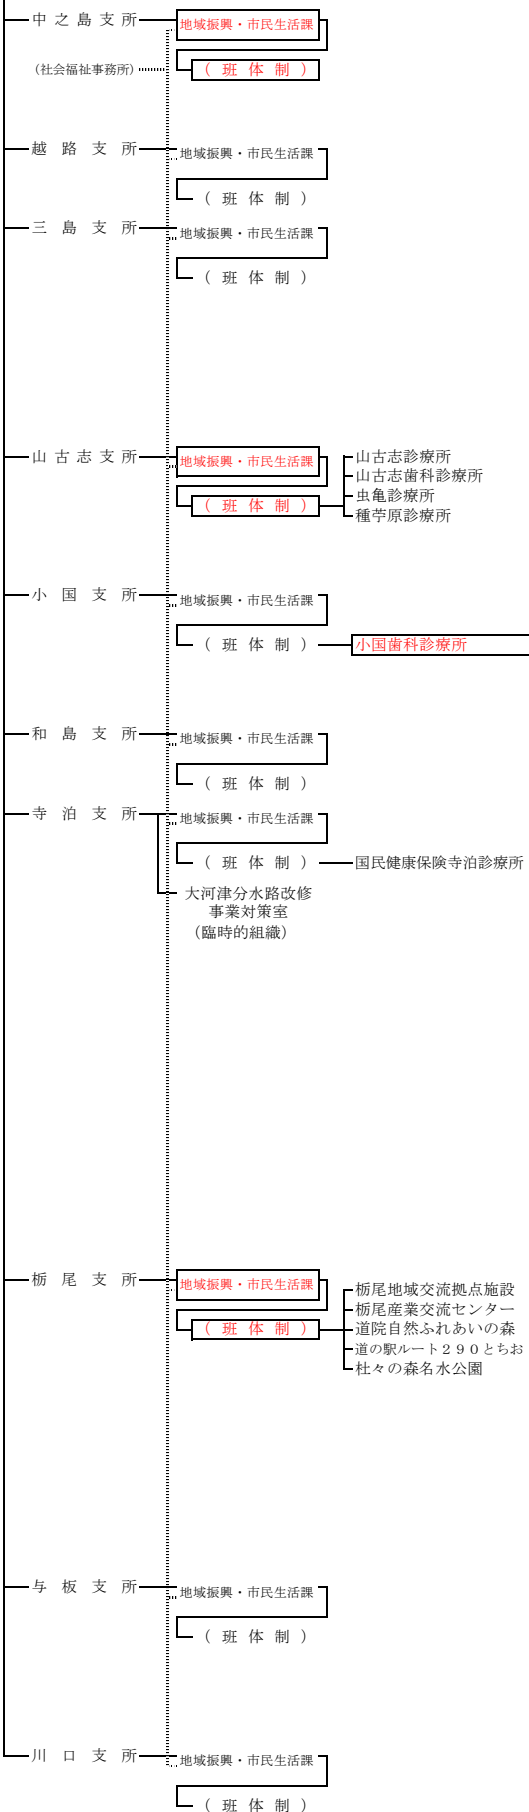 中之島支所
地域振興・市民生活課
（社会福祉事務所）
（班体制）
越路支所
地域振興・市民生活課
（班体制）
三島支所
地域振興・市民生活課
（班体制）
山古志支所
地域振興・市民生活課
（班体制）
山古志診療所
山古志歯科診療所
虫亀診療所
種苧原診療所
小国支所
地域振興・市民生活課
（班体制）
小国歯科診療所
和島支所
地域振興・市民生活課
（班体制）
寺泊支所
地域振興・市民生活課
（班体制）
国民健康保険寺泊診療所
大河津分水路改修
事業対策室
（臨時的組織）
栃尾支所
地域振興・市民生活課
（班体制）
栃尾地域交流拠点施設
栃尾産業交流センター
道院自然ふれあいの森
道の駅ルート２９０とちお
杜々の森名水公園
与板支所
地域振興・市民生活課
（班体制）
川口支所
地域振興・市民生活課
（班体制）